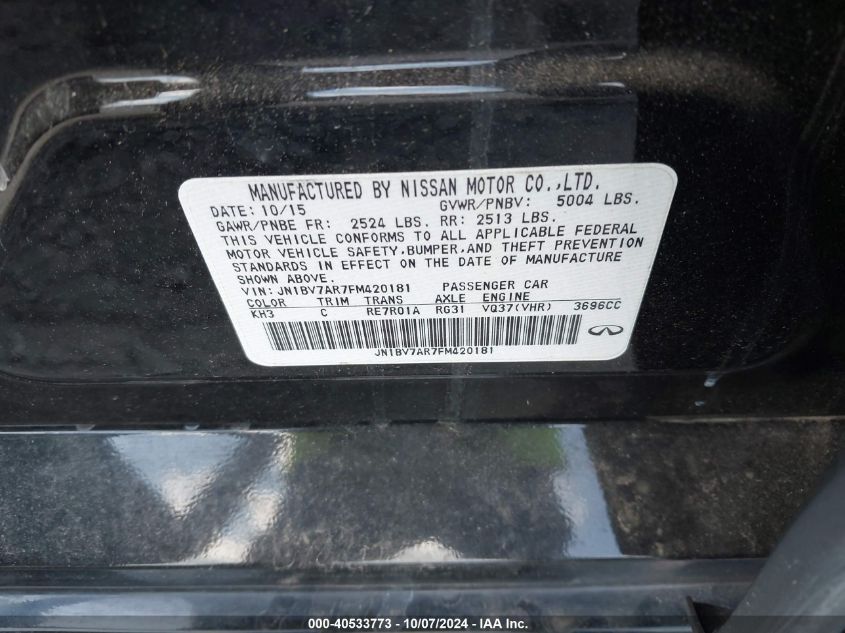 MANUFACTURED BY NISSAN MOTOR CO.,LTD.
DATE: 10/15 GVWR/PNBV: 5004 LBS.
GAWR/PNBE FR: 2524 LBS. RR: 2513 LBS.
THIS VEHICLE CONFORMS TO ALL APPLICABLE FEDERAL
MOTOR VEHICLE SAFETY,BUMPER,AND THEFT PREVENTION
STANDARDS IN EFFECT ON THE DATE OF MANUFACTURE
SHOWN ABOVE.
VIN: JN1BV7AR7FM420181 PASSENGER CAR
COLOR TRIM TRANS AXLE ENGINE
KH3 C RE7R01A RG31 VQ37(VHR) 3696CC
JN1BV7AR7FM420181
000-40533773 - 10/07/2024 - IAA Inc.